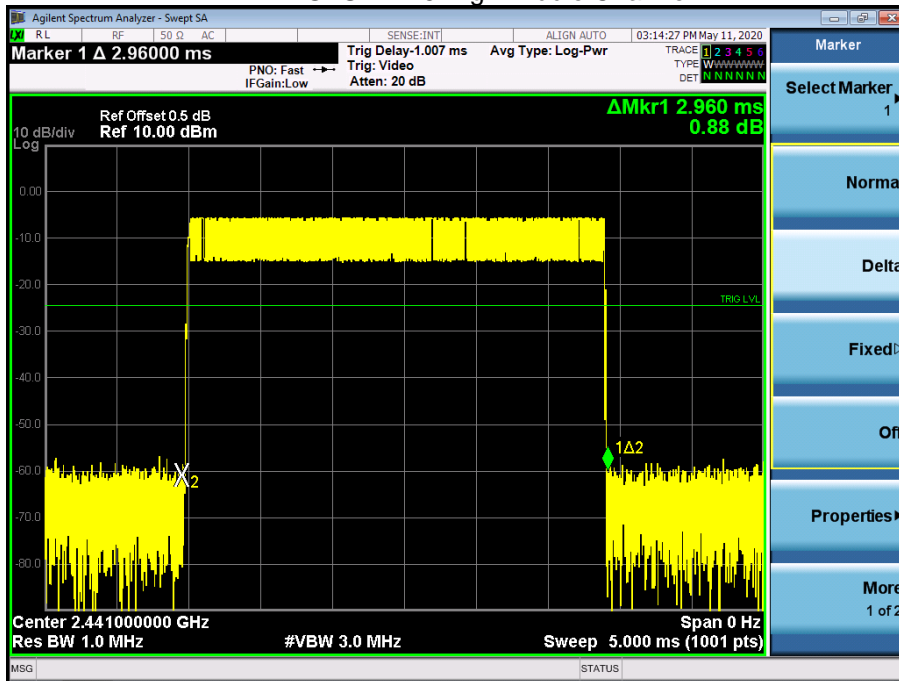 Agilent Spectrum Analyzer - Swept SA
LXI RL RF 50 Ω AC SENSE:INT ALIGN AUTO 03:14:27 PM May 11, 2020
Marker 1 Δ 2.96000 ms
Trig Delay-1.007 ms Avg Type: Log-Pwr
TRACE 1 2 3 4 5 6
PNO: Fast Trig: Video
TYPE WWWWWW
IFGain:Low Atten: 20 dB
DET N N N N N N
Ref Offset 0.5 dB
10 dB/div Ref 10.00 dBm
Log
ΔMkr1 2.960 ms
0.88 dB
0.00
-10.0
-20.0
TRIG LVL
-30.0
-40.0
-50.0
1Δ2
-60.0
2
-70.0
-80.0
Center 2.441000000 GHz Span 0 Hz
Res BW 1.0 MHz #VBW 3.0 MHz Sweep 5.000 ms (1001 pts)
MSG STATUS
Marker
Select Marker
1
Norma
Delta
Fixed
Off
Properties
More
1 of 2